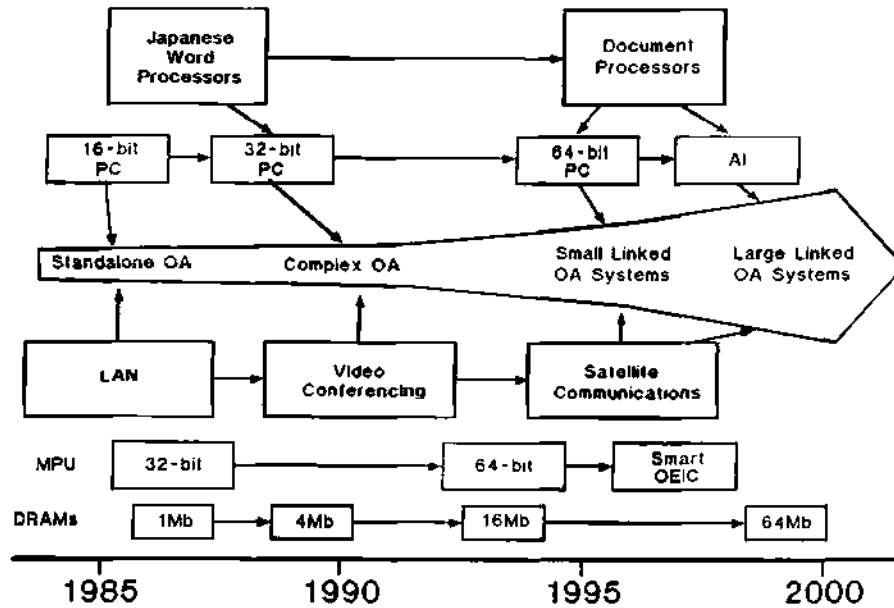 Japanese
Word
Processors
Document
Processors
16-bit
PC
32-bit
PC
64-bit
PC
AI
Standalone OA
Complex OA
Small Linked
OA Systems
Large Linked
OA Systems
LAN
Video
Conferencing
Satellite
Communications
MPU
32-bit
64-bit
Smart
OEIC
DRAMs
1Mb
4Mb
16Mb
64Mb
1985
1990
1995
2000